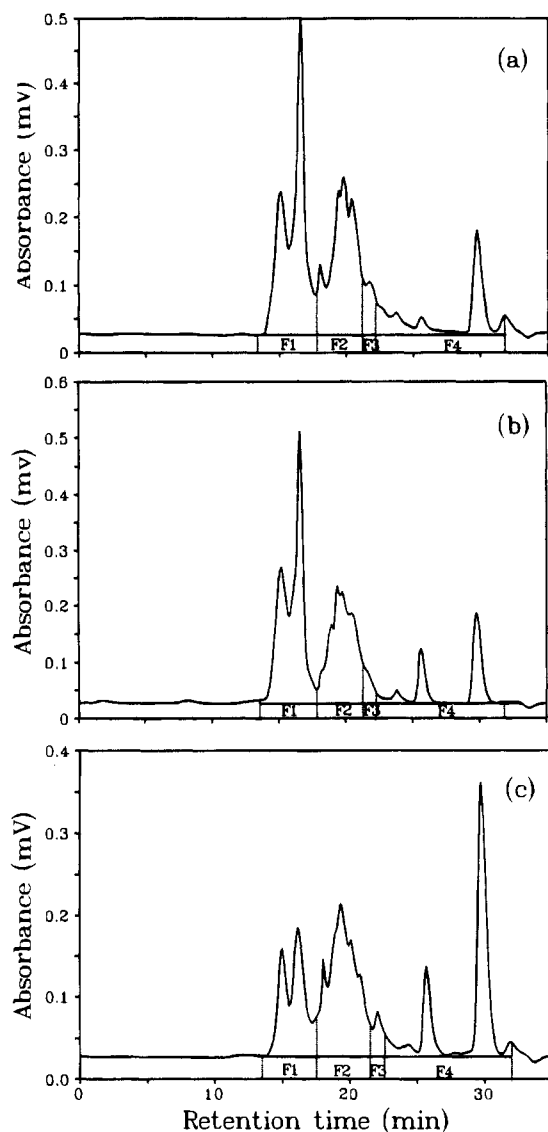 0.5
(a)
0.4
0.3
0.2
0.1
0
Absorbance (mv)
F1 F2 F3 F4
0.6
(b)
0.5
0.4
0.3
0.2
0.1
0
Absorbance (mv)
F1 F2 F3 F4
0.4
(c)
0.3
0.2
0.1
0.0
Absorbance (mV)
F1 F2 F3 F4
0 10 20 30
Retention time (min)